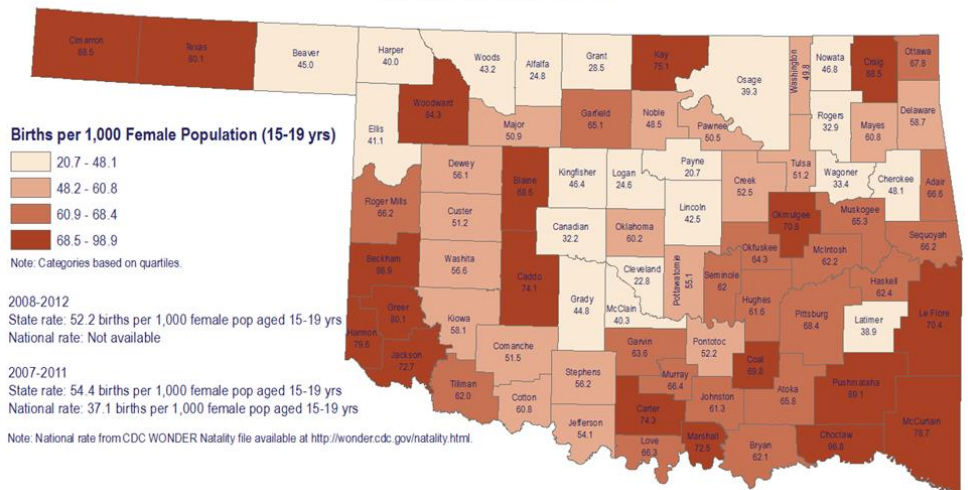 Cimarron
68.5
Texas
80.1
Beaver
45.0
Harper
40.0
Woods
43.2
Alfalfa
24.8
Grant
28.5
Kay
75.1
Osage
39.3
Washington
49.8
Nowata
46.8
Craig
68.5
Ottawa
67.8
Ellis
41.1
Woodward
84.3
Major
50.9
Garfield
65.1
Noble
48.5
Pawnee
50.5
Rogers
32.9
Mayes
60.8
Delaware
58.7
Births per 1,000 Female Population (15-19 yrs)
20.7 - 48.1
48.2 - 60.8
60.9 - 68.4
68.5 - 98.9
Note: Categories based on quartiles.
2008-2012
State rate: 52.2 births per 1,000 female pop aged 15-19 yrs
National rate: Not available
2007-2011
State rate: 54.4 births per 1,000 female pop aged 15-19 yrs
National rate: 37.1 births per 1,000 female pop aged 15-19 yrs
Note: National rate from CDC WONDER Natality file available at http://wonder.cdc.gov/natality.html.
Roger Mills
66.2
Dewey
56.1
Custer
51.2
Blaine
68.6
Kingfisher
46.4
Logan
24.6
Payne
20.7
Lincoln
42.5
Creek
52.5
Tulsa
51.2
Wagoner
33.4
Cherokee
48.1
Adair
66.6
Canadian
32.2
Oklahoma
60.2
Okmulgee
70.9
Muskogee
65.3
Sequoyah
66.2
Beckham
98.9
Washita
56.6
Caddo
74.1
Grady
44.8
Cleveland
22.8
McClain
40.3
Pottawatomie
55.1
Seminole
62
Okfuskee
64.3
McIntosh
62.2
Hughes
61.6
Pittsburg
68.4
Haskell
62.4
Latimer
38.9
Le Flore
70.4
Greer
80.1
Harmon
Jackson
72.7
Kiowa
58.1
Tillman
62.0
Comanche
51.5
Cotton
60.8
Stephens
56.2
Jefferson
54.1
Garvin
63.6
Murray
66.4
Pontotoc
52.2
Coal
69.8
Carter
74.3
Johnston
61.3
Atoka
65.8
Pushmataha
89.1
McCurtain
Love
66.3
Marshall
72.5
Bryan
62.1
Choctaw
96.8